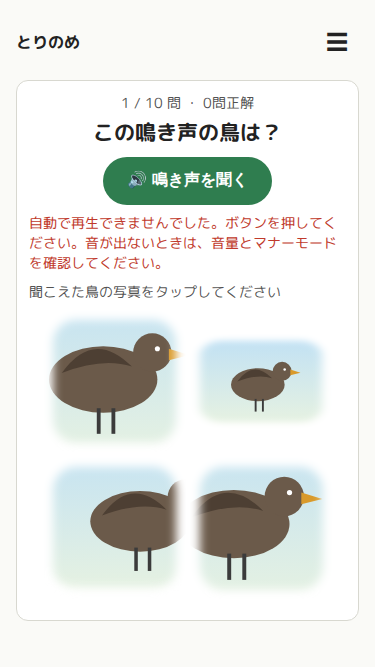 とりのめ
1 / 10 問 · 0問正解
この鳴き声の鳥は？
🔊 鳴き声を聞く
自動で再生できませんでした。ボタンを押してく
ださい。音が出ないときは、音量とマナーモード
を確認してください。
聞こえた鳥の写真をタップしてください